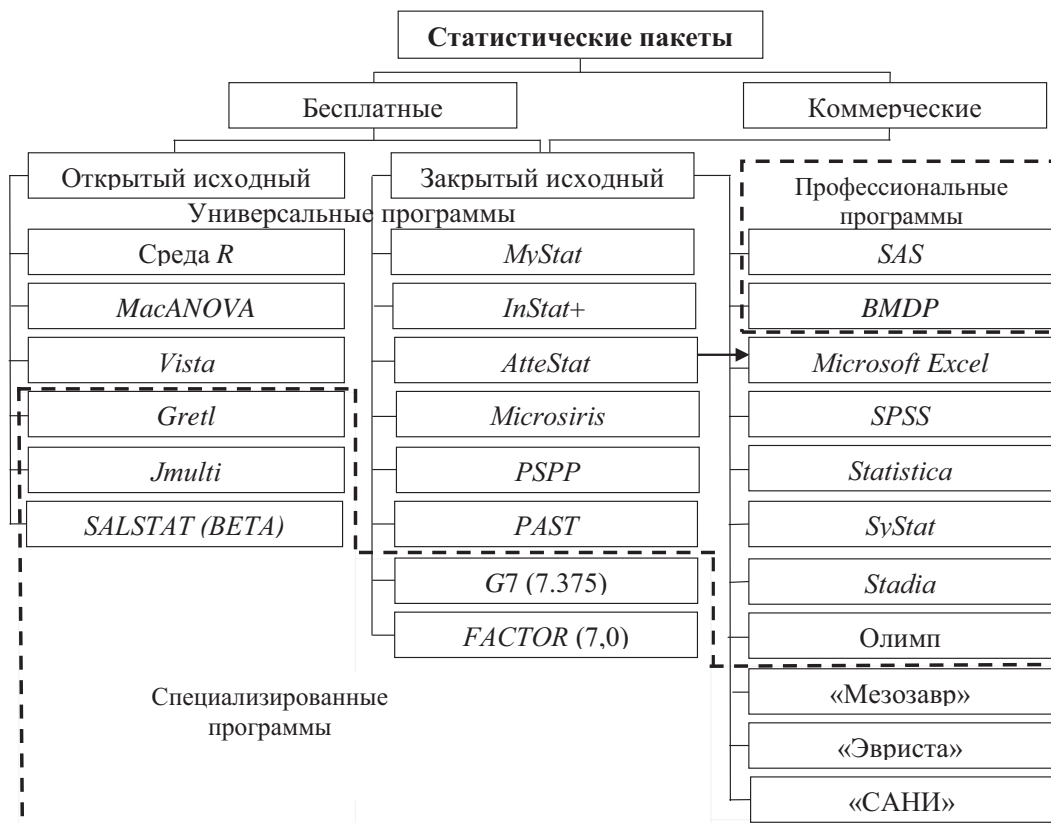 Статистические пакеты
Бесплатные
Коммерческие
Открытый исходный
Закрытый исходный
Профессиональные
программы
Универсальные программы
Среда R
MacANOVA
Vista
Gretl
Jmulti
SALSTAT (BETA)
MyStat
InStat+
AtteStat
Microsiris
PSPP
PAST
G7 (7.375)
FACTOR (7,0)
SAS
BMDP
Microsoft Excel
SPSS
Statistica
SyStat
Stadia
Олимп
«Мезозавр»
«Эвриста»
«САНИ»
Специализированные
программы